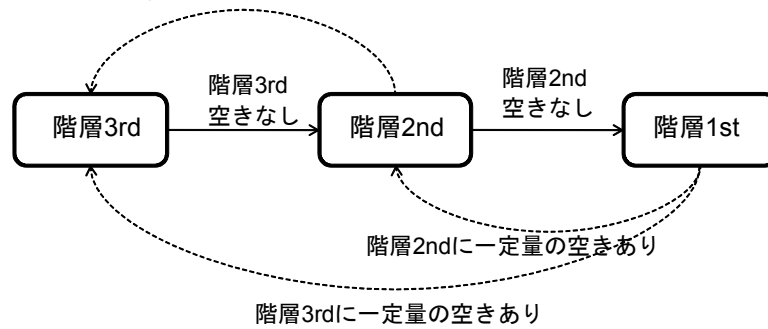 階層3rd
空きなし
階層2nd
空きなし
階層3rd
階層2nd
階層1st
階層2ndに一定量の空きあり
階層3rdに一定量の空きあり